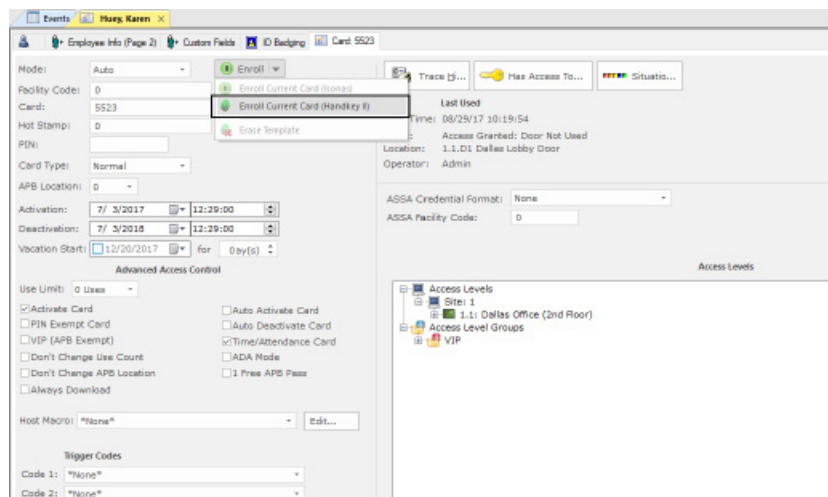 Events Huey, Karen ×
Employee Info (Page 2) Custom Fields ID Badging Card: 5523
Mode: Auto Enroll
Facility Code: 0
Enroll Current Card (Isonas)
Card: 5523
Enroll Current Card (Handkey II)
Hot Stamp: 0
Erase Template
PIN:
Card Type: Normal
APB Location: 0
Activation: 7/ 3/2017 12:29:00
Deactivation: 7/ 3/2018 12:29:00
Vacation Start: 12/20/2017 for 0 Day(s)
Advanced Access Control
Use Limit: 0 Uses
Activate Card Auto Activate Card
PIN Exempt Card Auto Deactivate Card
VIP (APB Exempt) Time/Attendance Card
Don't Change Use Count ADA Mode
Don't Change APB Location 1 Free APB Pass
Always Download
Host Macro: *None* Edit...
Trigger Codes
Code 1: *None*
Code 2: *None*
Trace Has Access To... Situatio...
Last Used
Time: 08/29/17 10:19:54
Access Granted: Door Not Used
Location: 1.1.D1 Dallas Lobby Door
Operator: Admin
ASSA Credential Format: None
ASSA Facility Code: 0
Access Levels
Access Levels
Site: 1
1.1: Dallas Office (2nd Floor)
Access Level Groups
VIP